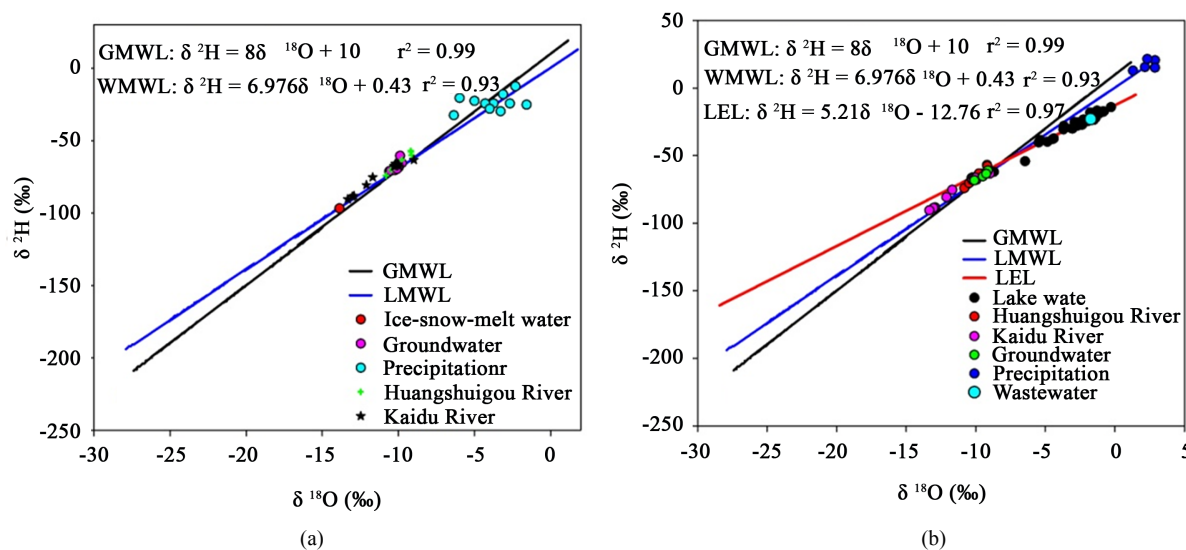 GMWL: δ ²H = 8δ ¹⁸O + 10 r² = 0.99
WMWL: δ ²H = 6.976δ ¹⁸O + 0.43 r² = 0.93
0
-50
-100
-150
-200
-250
-30
-25
-20
-15
-10
-5
0
δ ²H (‰)
δ ¹⁸O (‰)
GMWL
LMWL
Ice-snow-melt water
Groundwater
Precipitationr
Huangshuigou River
Kaidu River
(a)
GMWL: δ ²H = 8δ ¹⁸O + 10 r² = 0.99
WMWL: δ ²H = 6.976δ ¹⁸O + 0.43 r² = 0.93
LEL: δ ²H = 5.21δ ¹⁸O - 12.76 r² = 0.97
50
0
-50
-100
-150
-200
-250
-30
-25
-20
-15
-10
-5
0
5
δ ²H (‰)
δ ¹⁸O (‰)
GMWL
LMWL
LEL
Lake wate
Huangshuigou River
Kaidu River
Groundwater
Precipitation
Wastewater
(b)